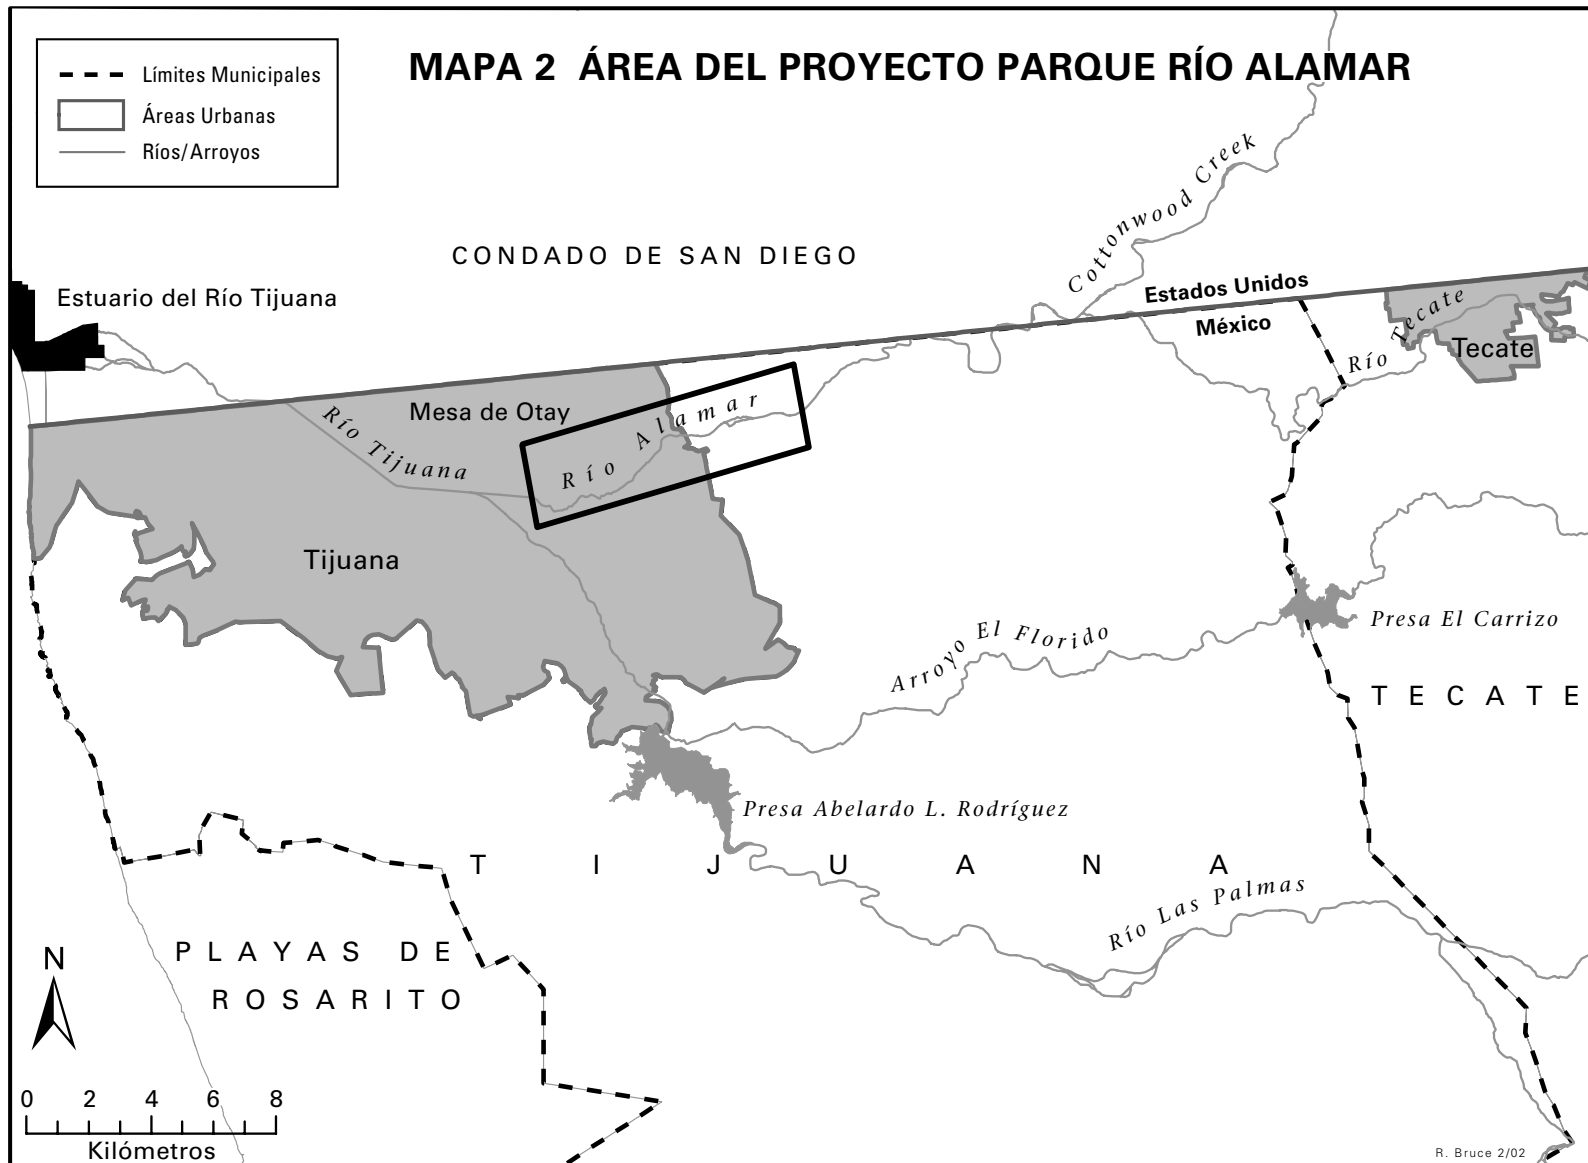 MAPA 2 ÁREA DEL PROYECTO PARQUE RÍO ALAMAR
Límites Municipales
Áreas Urbanas
Ríos/Arroyos
Cottonwood Creek
CONDADO DE SAN DIEGO
Estuario del Río Tijuana
Estados Unidos
México
Río Tecate
Tecate
Mesa de Otay
Río Tijuana
Río Alamar
Tijuana
Presa El Carrizo
Arroyo El Florido
TECATE
Presa Abelardo L. Rodríguez
TIJUANA
Río Las Palmas
PLAYAS DE
ROSARITO
N
0 2 4 6 8
Kilómetros
R. Bruce 2/02